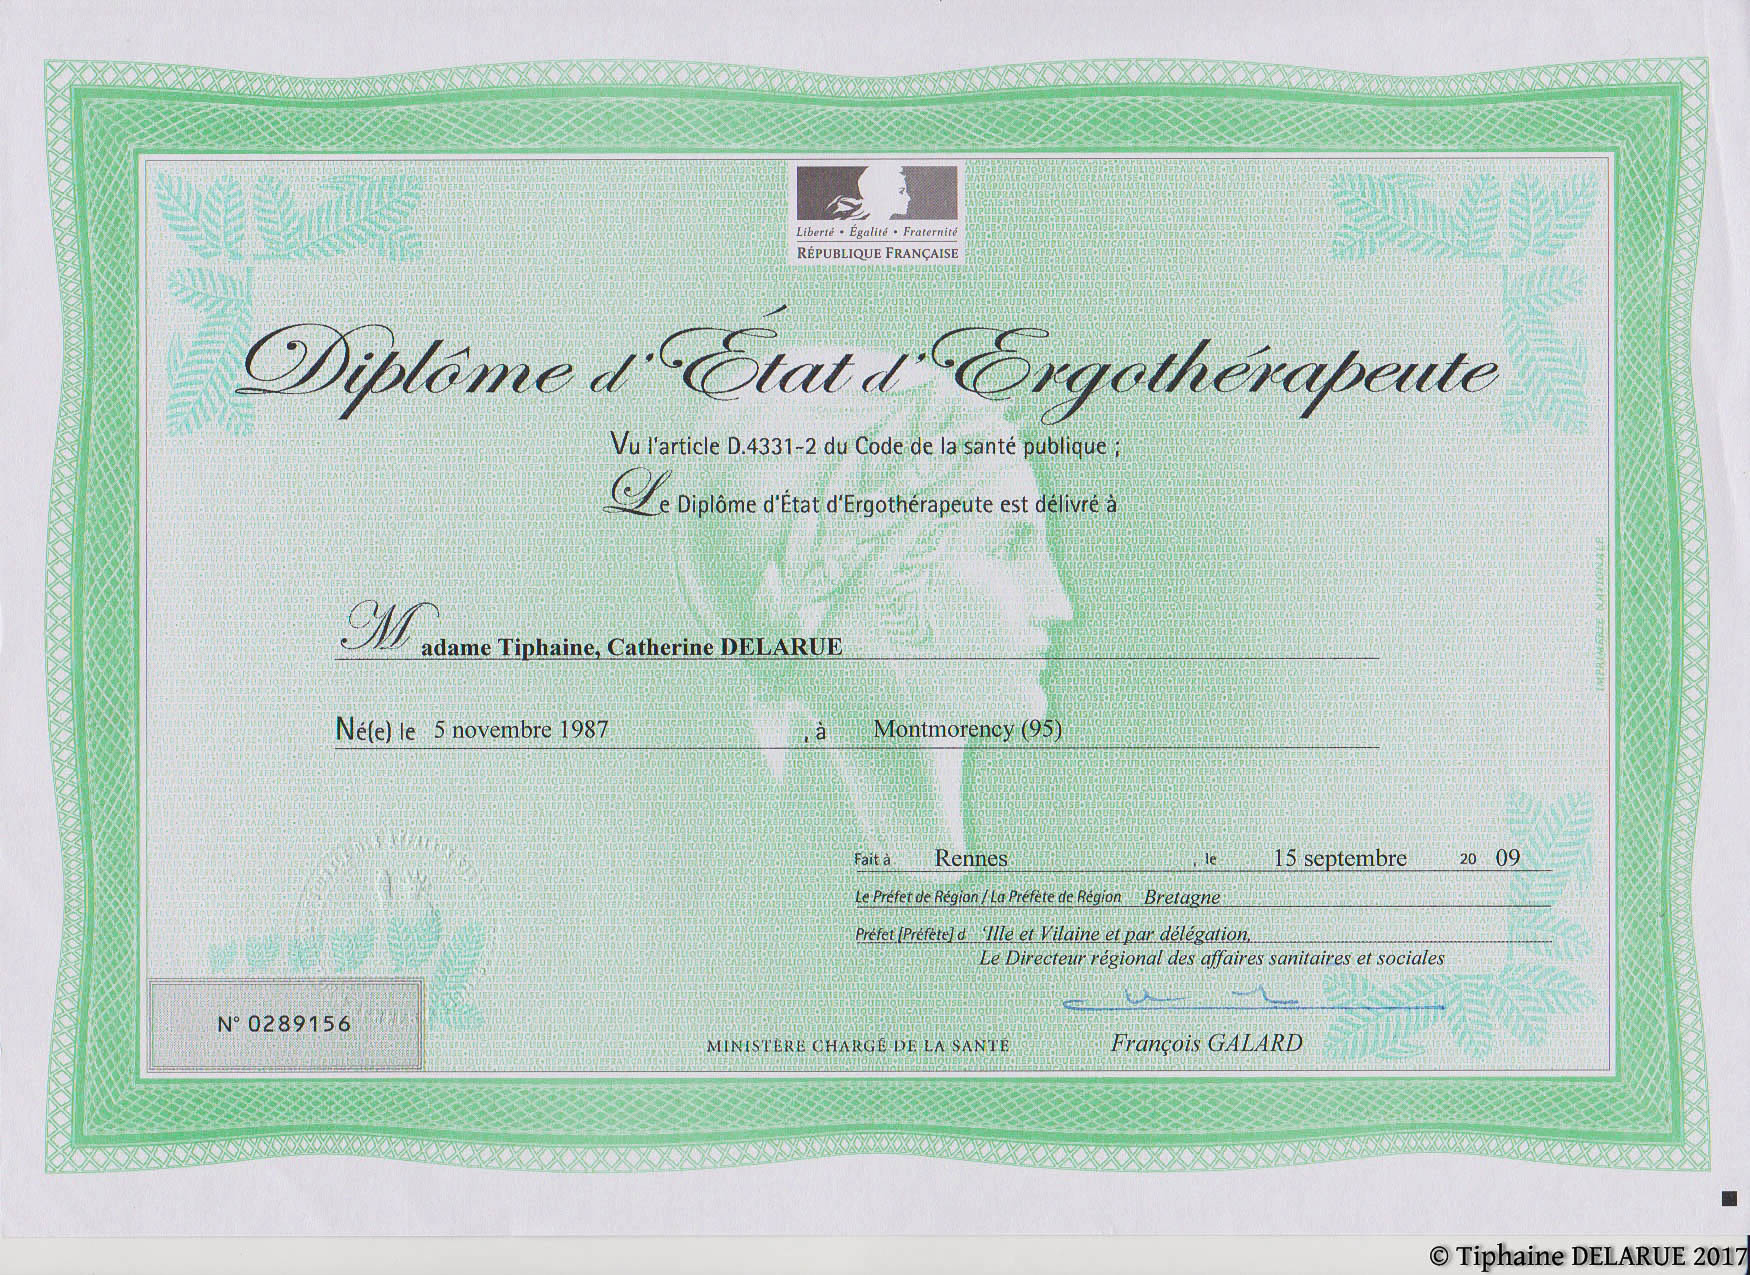 Liberté • Égalité • Fraternité
RÉPUBLIQUE FRANÇAISE
Diplôme d'État d'Ergothérapeute
Vu l'article D.4331-2 du Code de la santé publique ;
Le Diplôme d'État d'Ergothérapeute est délivré à
Madame Tiphaine, Catherine DELARUE
Né(e) le 5 novembre 1987 , à Montmorency (95)
Fait à Rennes , le 15 septembre 20 09
Le Préfet de Région / La Préfète de Région Bretagne
Préfet [Préfète] d 'Ille et Vilaine et par délégation,
Le Directeur régional des affaires sanitaires et sociales
N° 0289156
MINISTÈRE CHARGÉ DE LA SANTÉ
François GALARD
IMPRIMERIE NATIONALE
© Tiphaine DELARUE 2017